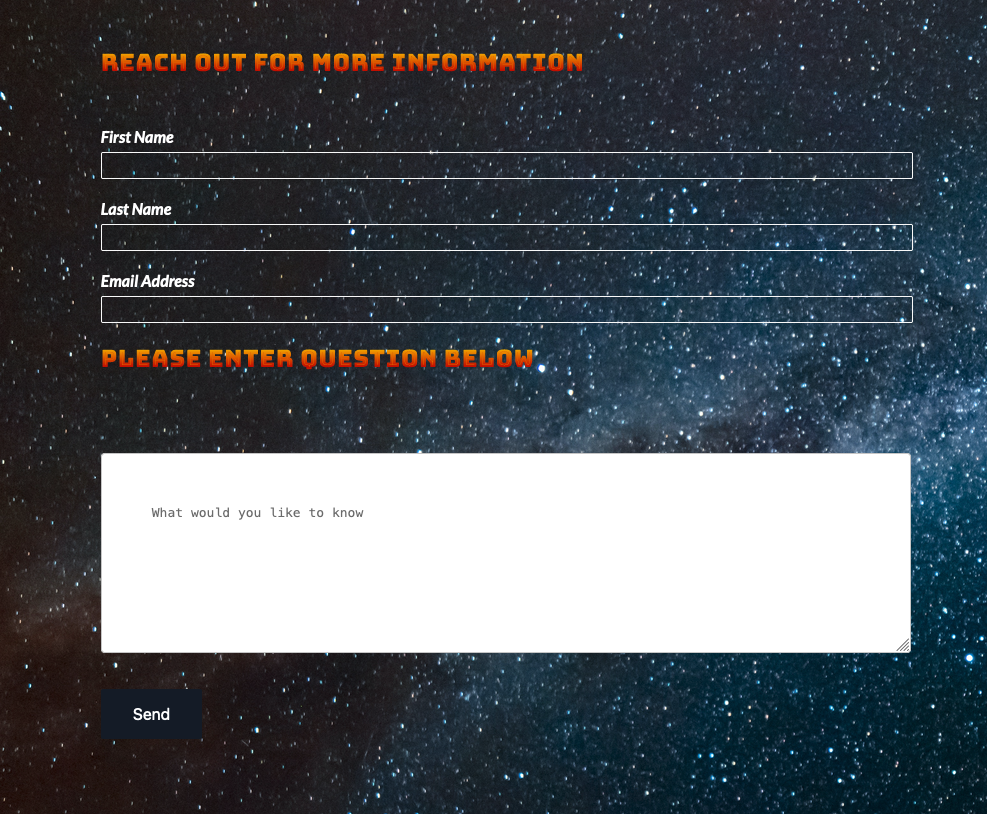 REACH OUT FOR MORE INFORMATION
First Name
Last Name
Email Address
PLEASE ENTER QUESTION BELOW
What would you like to know
Send